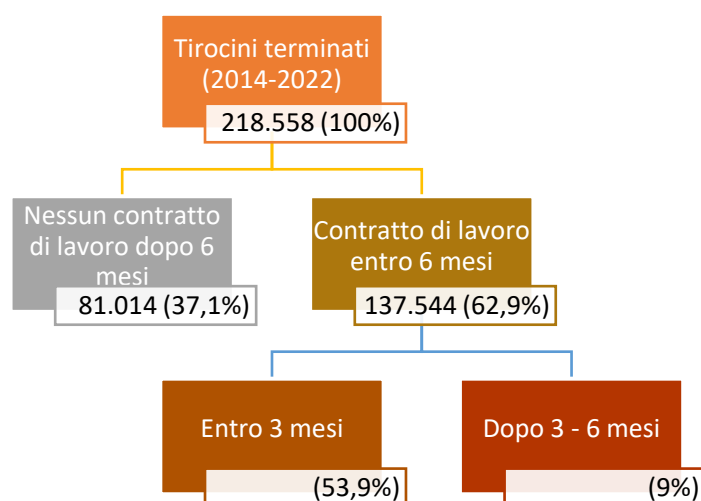 Tirocini terminati
(2014-2022)
218.558 (100%)
Nessun contratto
di lavoro dopo 6
mesi
81.014 (37,1%)
Contratto di lavoro
entro 6 mesi
137.544 (62,9%)
Entro 3 mesi
(53,9%)
Dopo 3 - 6 mesi
(9%)